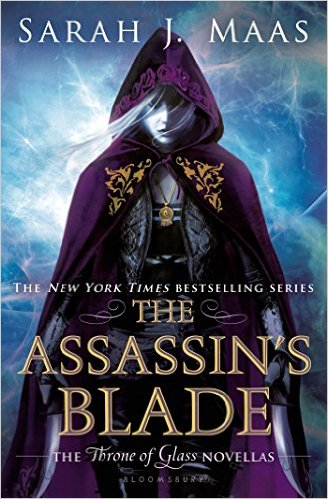 SARAH J. MAAS
THE NEW YORK TIMES BESTSELLING SERIES
THE
ASSASSIN'S
BLADE
THE Throne of Glass NOVELLAS
BLOOMSBURY